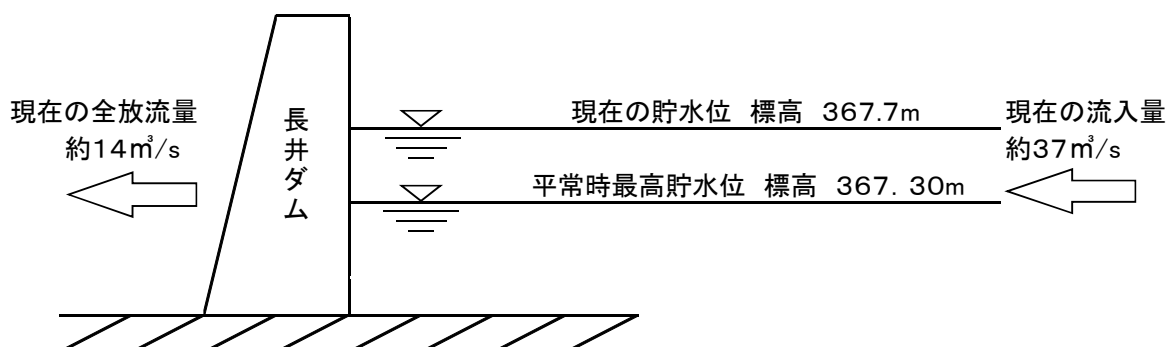 現在の全放流量
約14㎥/s
長井ダム
現在の貯水位 標高 367.7m
平常時最高貯水位 標高 367.30m
現在の流入量
約37㎥/s